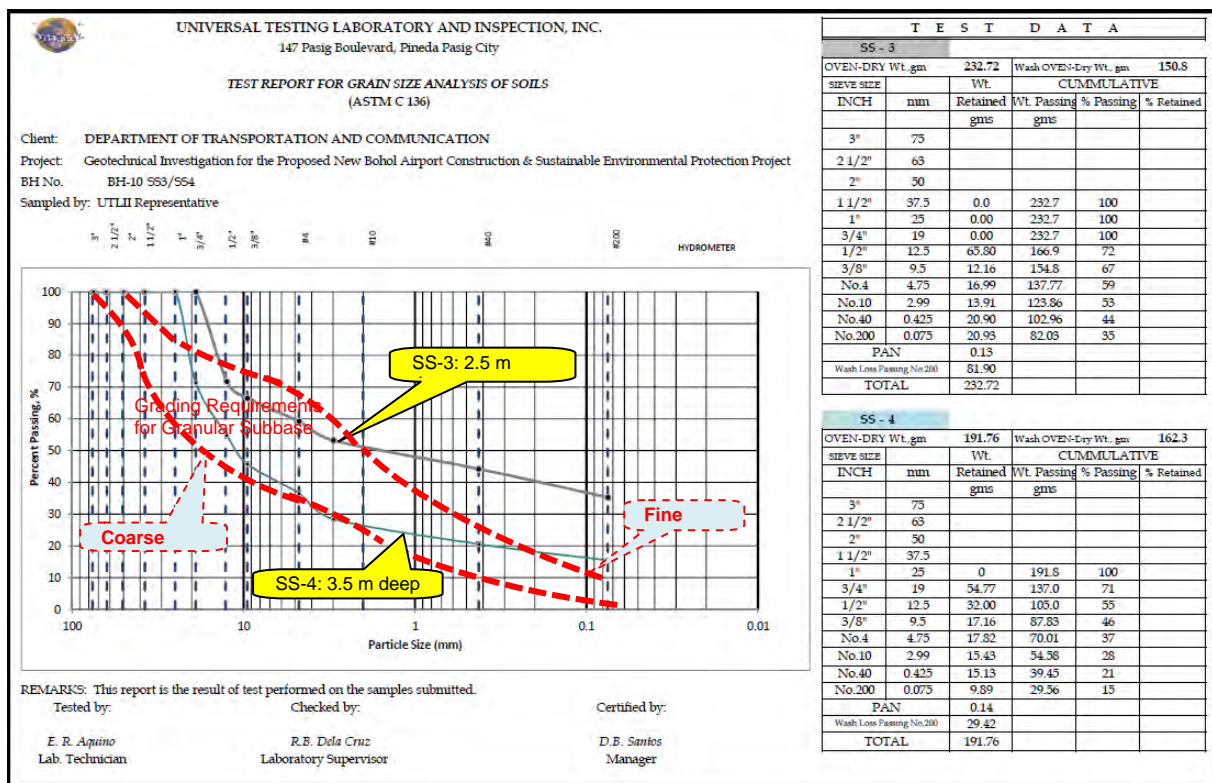 UNIVERSAL TESTING LABORATORY AND INSPECTION, INC.
147 Pasig Boulevard, Pineda Pasig City
TEST REPORT FOR GRAIN SIZE ANALYSIS OF SOILS
(ASTM C 136)
Client: DEPARTMENT OF TRANSPORTATION AND COMMUNICATION
Project: Geotechnical Investigation for the Proposed New Bohol Airport Construction & Sustainable Environmental Protection Project
BH No. BH-10 SS3/SS4
Sampled by: UTLII Representative
3" 2 1/2" 2" 1 1/2" 1" 3/4" 1/2" 3/8" #4 #10 #40 #200 HYDROMETER
Percent Passing, %
100
90
80
70
60
50
40
30
20
10
0
SS-3: 2.5 m
Grading Requirements
for Granular Subbase
Coarse
Fine
SS-4: 3.5 m deep
100 10 1 0.1 0.01
Particle Size (mm)
REMARKS: This report is the result of test performed on the samples submitted.
Tested by: Checked by: Certified by:
E. R. Aquino R.B. Dela Cruz D.B. Santos
Lab. Technician Laboratory Supervisor Manager
T E S T D A T A
SS - 3
OVEN-DRY Wt.,gm 232.72 Wash OVEN-Dry Wt., gm 150.8
SIEVE SIZE Wt. CUMMULATIVE
INCH mm Retained Wt. Passing % Passing % Retained
gms gms
3" 75
2 1/2" 63
2" 50
1 1/2" 37.5 0.0 232.7 100
1" 25 0.00 232.7 100
3/4" 19 0.00 232.7 100
1/2" 12.5 65.80 166.9 72
3/8" 9.5 12.16 154.8 67
No.4 4.75 16.99 137.77 59
No.10 2.99 13.91 123.86 53
No.40 0.425 20.90 102.96 44
No.200 0.075 20.93 82.03 35
PAN 0.13
Wash Loss Passing No.200 81.90
TOTAL 232.72
SS - 4
OVEN-DRY Wt.,gm 191.76 Wash OVEN-Dry Wt., gm 162.3
SIEVE SIZE Wt. CUMMULATIVE
INCH mm Retained Wt. Passing % Passing % Retained
gms gms
3" 75
2 1/2" 63
2" 50
1 1/2" 37.5
1" 25 0 191.8 100
3/4" 19 54.77 137.0 71
1/2" 12.5 32.00 105.0 55
3/8" 9.5 17.16 87.83 46
No.4 4.75 17.82 70.01 37
No.10 2.99 15.43 54.58 28
No.40 0.425 15.13 39.45 21
No.200 0.075 9.89 29.56 15
PAN 0.14
Wash Loss Passing No.200 29.42
TOTAL 191.76